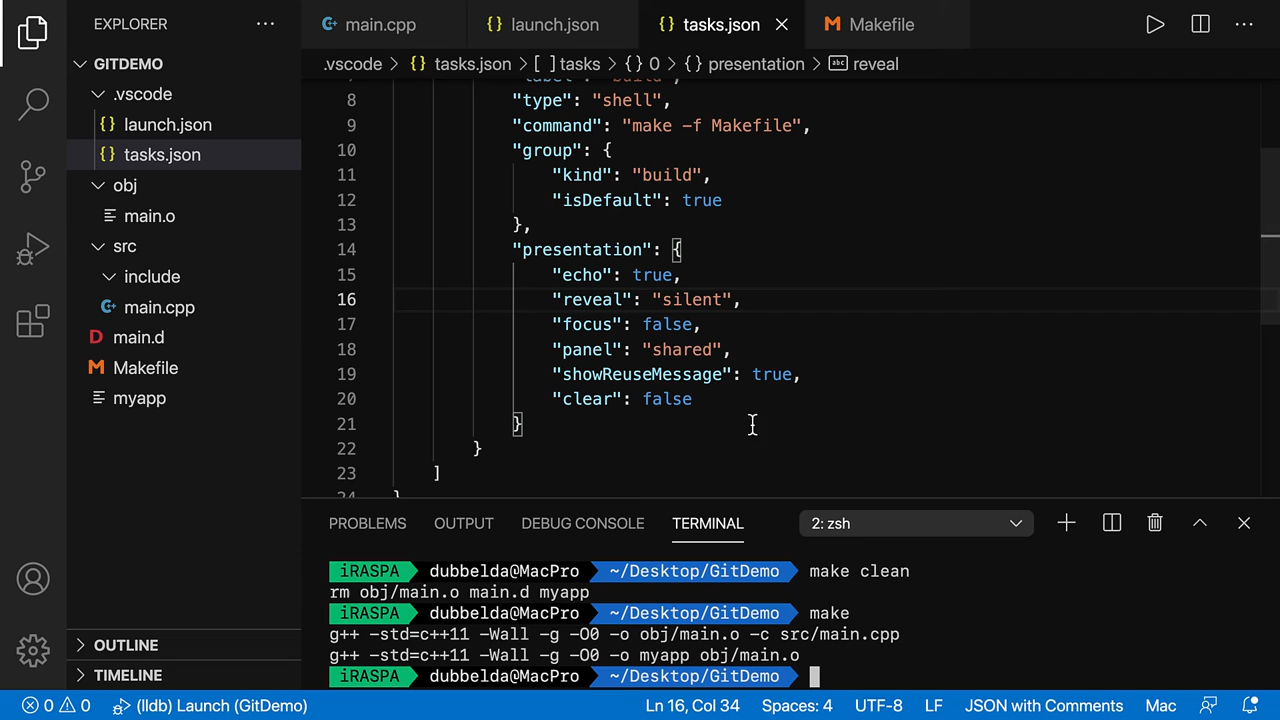 EXPLORER
GITDEMO
.vscode
{} launch.json
{} tasks.json
obj
main.o
src
include
main.cpp
D main.d
M Makefile
myapp
OUTLINE
TIMELINE
main.cpp
{} launch.json
{} tasks.json
M Makefile
.vscode > {} tasks.json > [ ] tasks > {} 0 > {} presentation > abc reveal
7 "label": "build",
8 "type": "shell",
9 "command": "make -f Makefile",
10 "group": {
11 "kind": "build",
12 "isDefault": true
13 },
14 "presentation": {
15 "echo": true,
16 "reveal": "silent",
17 "focus": false,
18 "panel": "shared",
19 "showReuseMessage": true,
20 "clear": false
21 }
22 }
23 ]
24 }
PROBLEMS OUTPUT DEBUG CONSOLE TERMINAL 2: zsh
iRASPA dubbelda@MacPro ~/Desktop/GitDemo make clean
rm obj/main.o main.d myapp
iRASPA dubbelda@MacPro ~/Desktop/GitDemo make
g++ -std=c++11 -Wall -g -O0 -o obj/main.o -c src/main.cpp
g++ -std=c++11 -Wall -g -O0 -o myapp obj/main.o
iRASPA dubbelda@MacPro ~/Desktop/GitDemo
0 0 (lldb) Launch (GitDemo) Ln 16, Col 34 Spaces: 4 UTF-8 LF JSON with Comments Mac